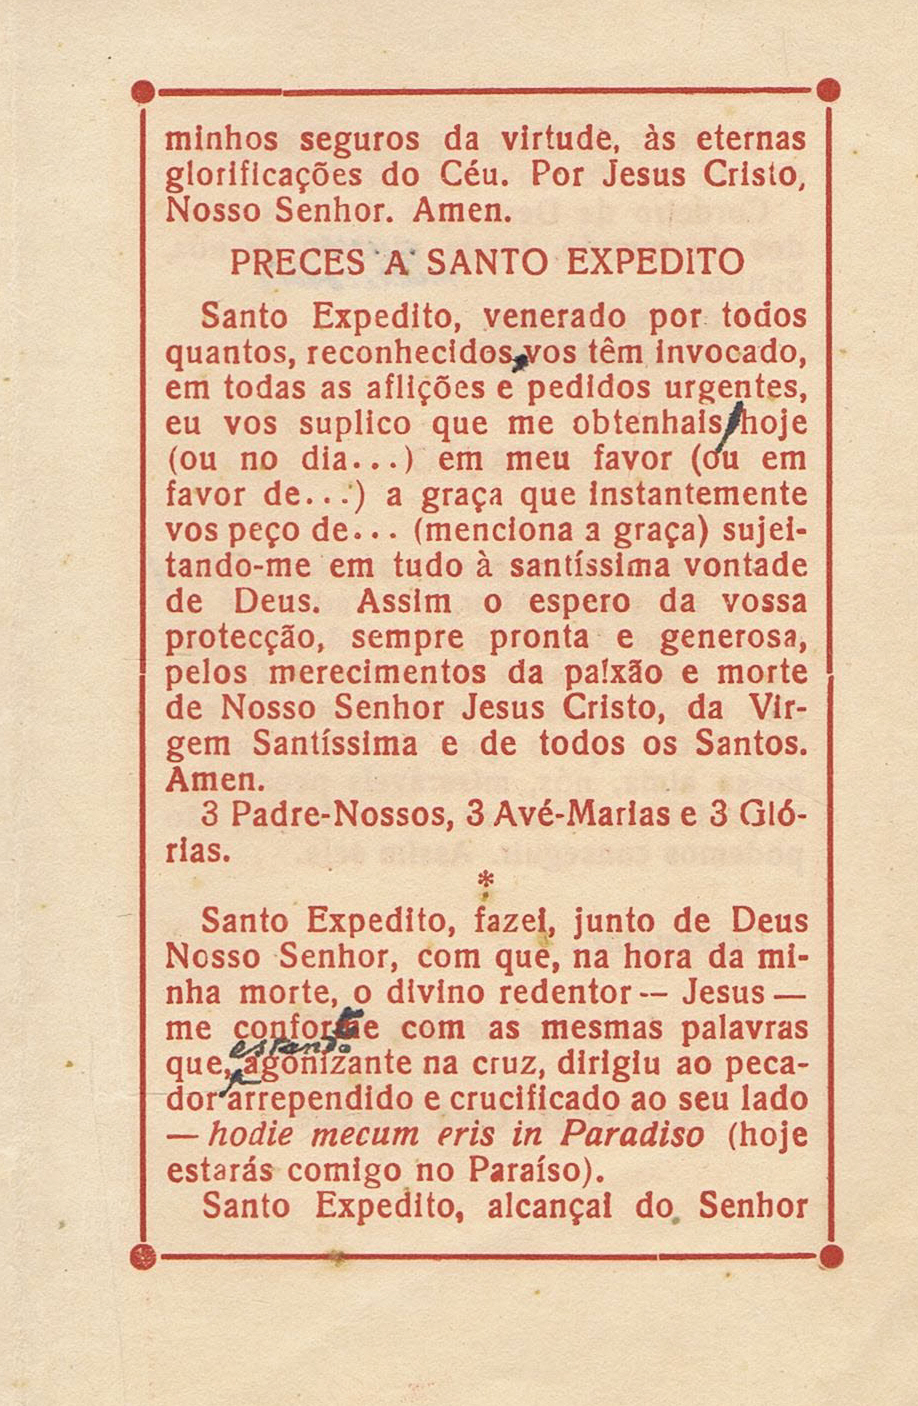 minhos seguros da virtude, às eternas
glorificações do Céu. Por Jesus Cristo,
Nosso Senhor. Amen.
PRECES A SANTO EXPEDITO
Santo Expedito, venerado por todos
quantos, reconhecidos, vos têm invocado,
em todas as aflições e pedidos urgentes,
eu vos suplico que me obtenhais, hoje
(ou no dia...) em meu favor (ou em
favor de...) a graça que instantemente
vos peço de... (menciona a graça) sujei-
tando-me em tudo à santíssima vontade
de Deus. Assim o espero da vossa
protecção, sempre pronta e generosa,
pelos merecimentos da paixão e morte
de Nosso Senhor Jesus Cristo, da Vir-
gem Santíssima e de todos os Santos.
Amen.
3 Padre-Nossos, 3 Avé-Marias e 3 Gló-
rias.
*
Santo Expedito, fazei, junto de Deus
Nosso Senhor, com que, na hora da mi-
nha morte, o divino redentor — Jesus —
me conforte com as mesmas palavras
estando
que, agonizante na cruz, dirigiu ao peca-
dor arrependido e crucificado ao seu lado
— hodie mecum eris in Paradiso (hoje
estarás comigo no Paraíso).
Santo Expedito, alcançai do Senhor